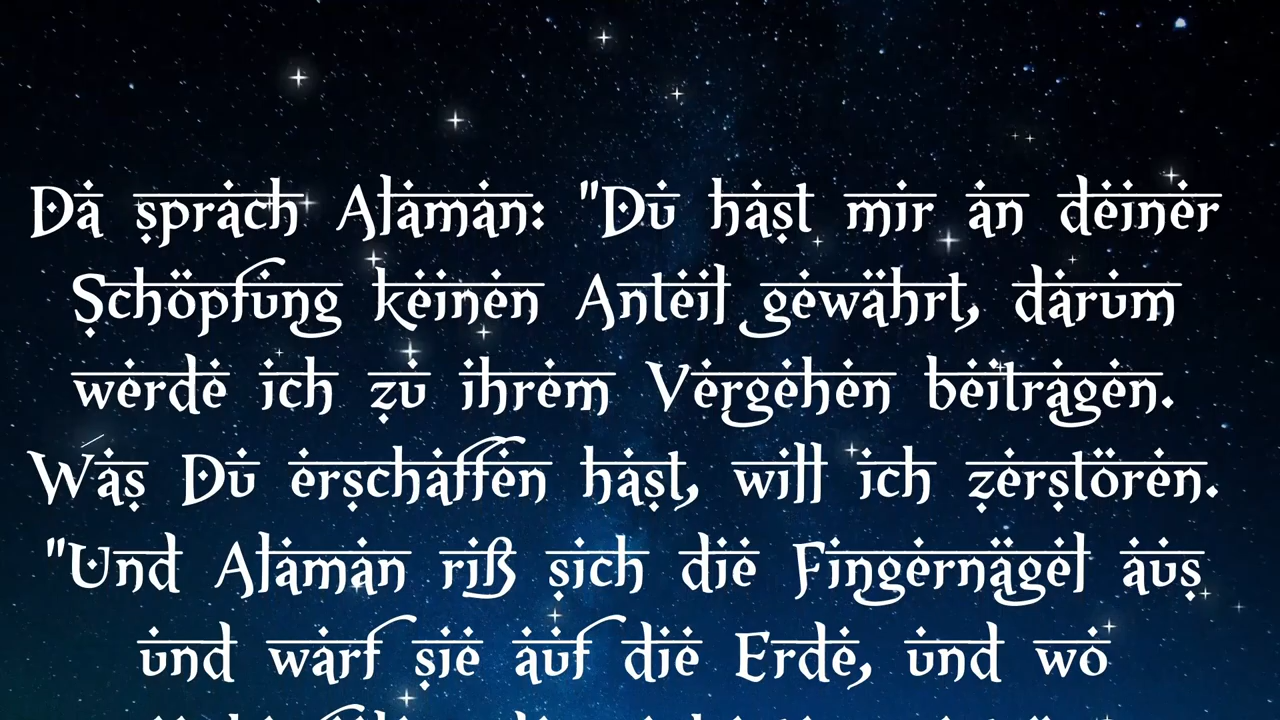 Da sprach Alaman: "Du hast mir an deiner
Schöpfung keinen Anteil gewährt, darum
werde ich zu ihrem Vergehen beitragen.
Was Du erschaffen hast, will ich zerstören.
"Und Alaman riß sich die Fingernägel aus
und warf sie auf die Erde, und wo